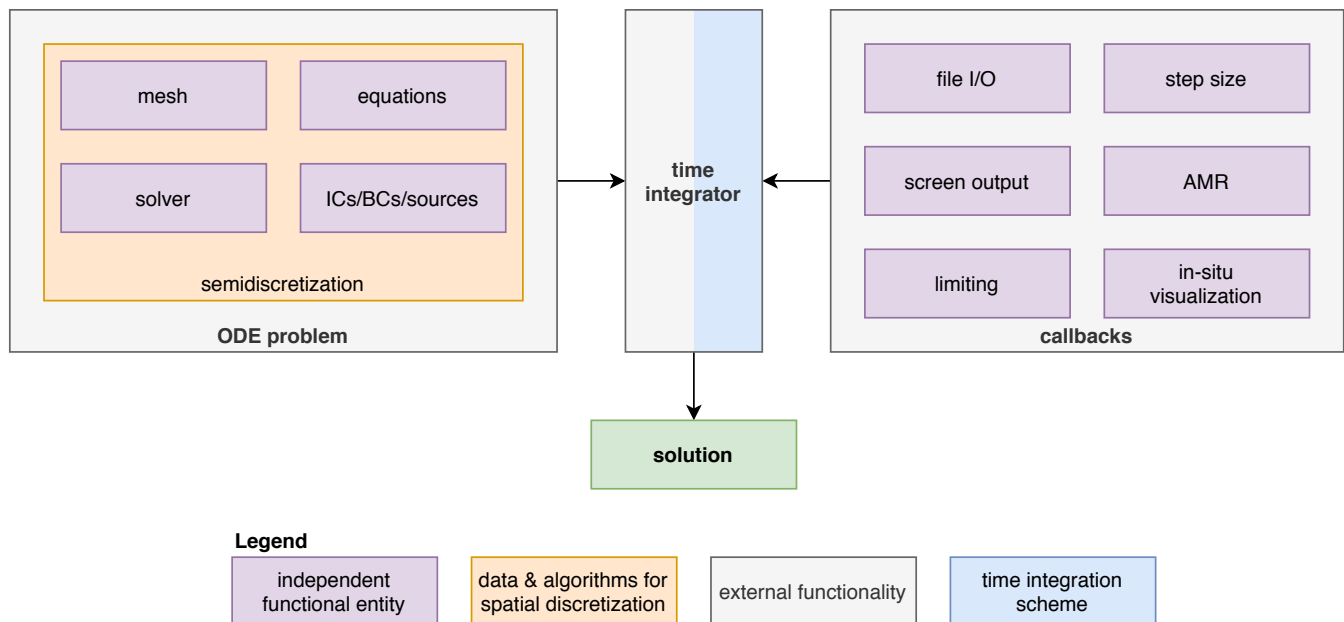 mesh
equations
solver
ICs/BCs/sources
semidiscretization
ODE problem
time
integrator
file I/O
step size
screen output
AMR
limiting
in-situ
visualization
callbacks
solution
Legend
independent
functional entity
data & algorithms for
spatial discretization
external functionality
time integration
scheme